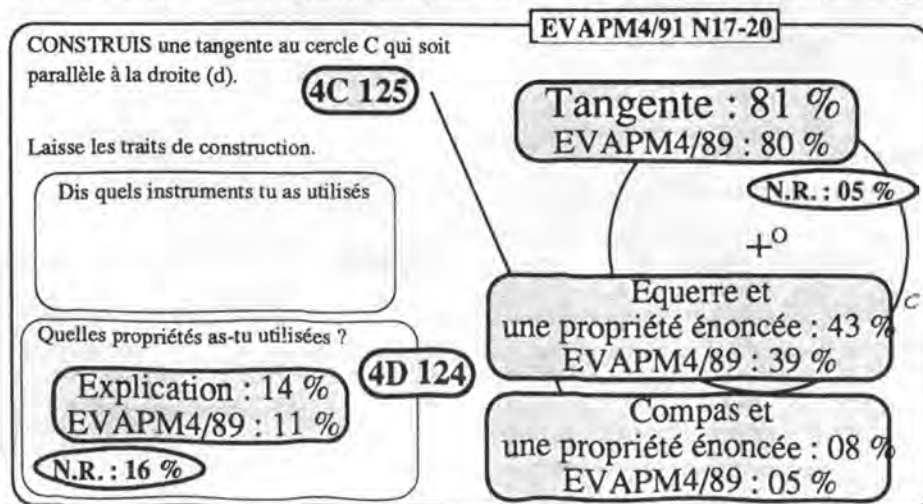 EVAPM4/91 N17-20
CONSTRUIS une tangente au cercle C qui soit
parallèle à la droite (d).
4C 125
Laisse les traits de construction.
Dis quels instruments tu as utilisés
Quelles propriétés as-tu utilisées ?
4D 124
Explication : 14 %
EVAPM4/89 : 11 %
N.R. : 16 %
Tangente : 81 %
EVAPM4/89 : 80 %
N.R. : 05 %
O
C
Equerre et
une propriété énoncée : 43 %
EVAPM4/89 : 39 %
Compas et
une propriété énoncée : 08 %
EVAPM4/89 : 05 %